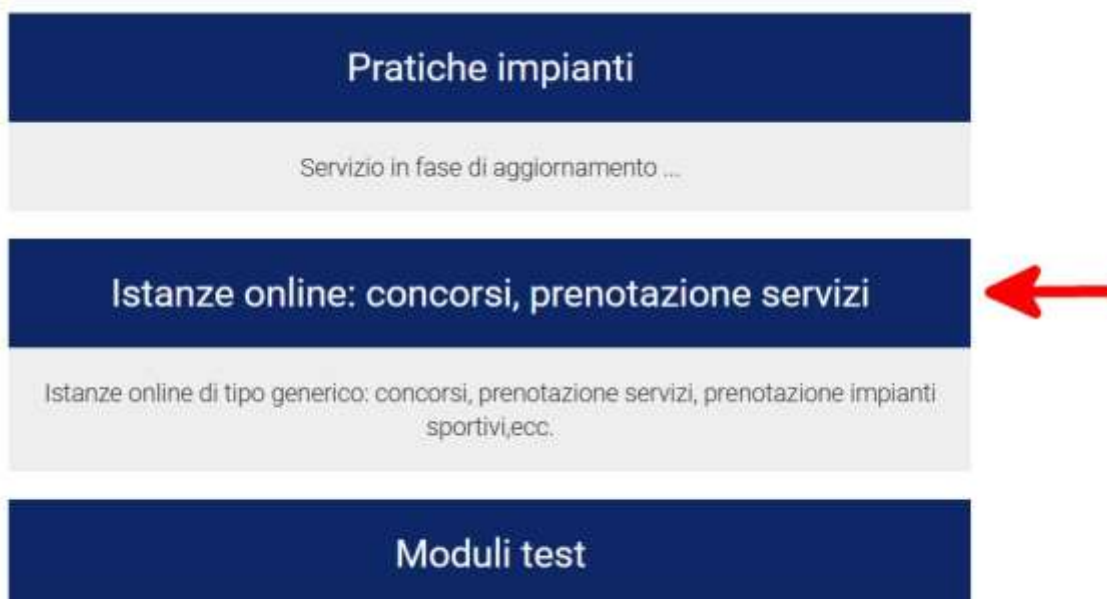 Pratiche impianti
Servizio in fase di aggiornamento ...
Istanze online: concorsi, prenotazione servizi
Istanze online di tipo generico: concorsi, prenotazione servizi, prenotazione impianti
sportivi,ecc.
Moduli test